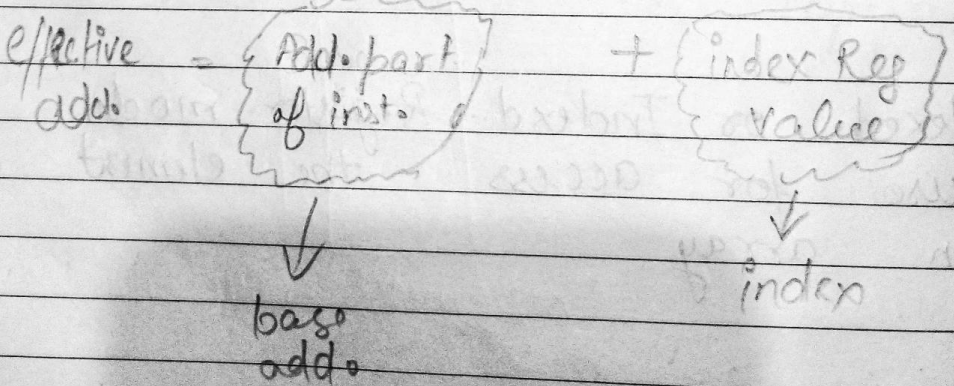 effective = Add. part + index Reg
add. of inst. value
index
base
add.